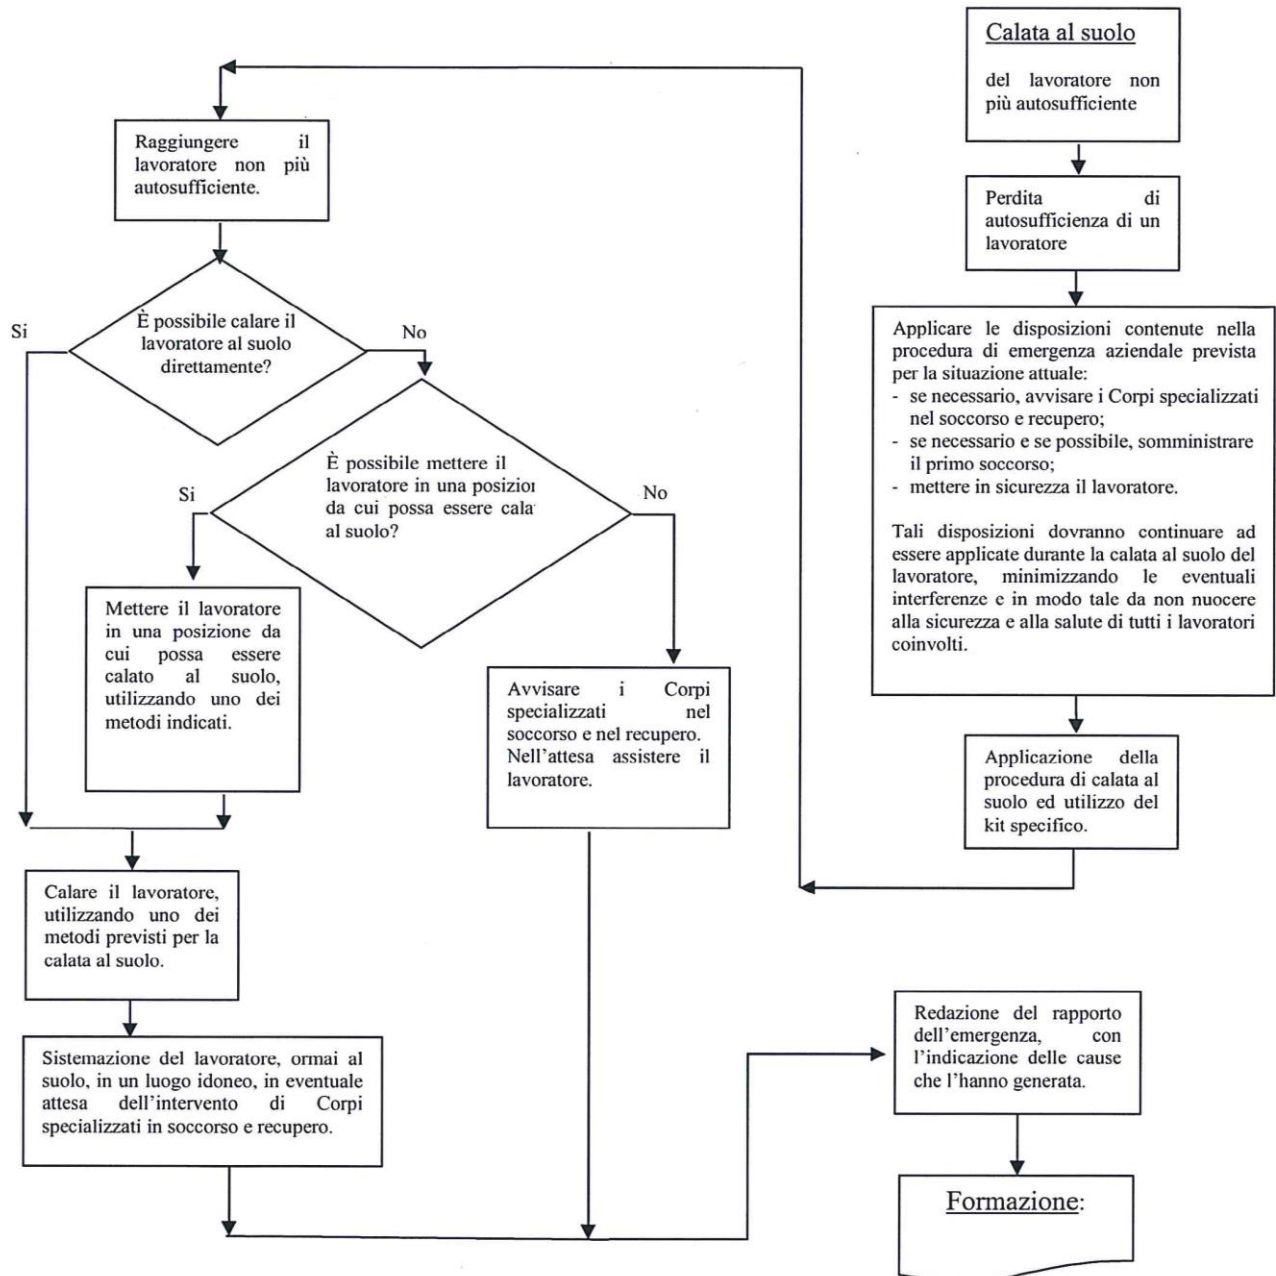 Calata al suolo
del lavoratore non
più autosufficiente
Perdita di
autosufficienza di un
lavoratore
Applicare le disposizioni contenute nella
procedura di emergenza aziendale prevista
per la situazione attuale:
- se necessario, avvisare i Corpi specializzati
nel soccorso e recupero;
- se necessario e se possibile, somministrare
il primo soccorso;
- mettere in sicurezza il lavoratore.
Tali disposizioni dovranno continuare ad
essere applicate durante la calata al suolo del
lavoratore, minimizzando le eventuali
interferenze e in modo tale da non nuocere
alla sicurezza e alla salute di tutti i lavoratori
coinvolti.
Applicazione della
procedura di calata al
suolo ed utilizzo del
kit specifico.
Raggiungere il
lavoratore non più
autosufficiente.
È possibile calare il
lavoratore al suolo
direttamente?
Si
No
È possibile mettere il
lavoratore in una posizion
da cui possa essere cala
al suolo?
Si
No
Mettere il lavoratore
in una posizione da
cui possa essere
calato al suolo,
utilizzando uno dei
metodi indicati.
Avvisare i Corpi
specializzati nel
soccorso e nel recupero.
Nell'attesa assistere il
lavoratore.
Calare il lavoratore,
utilizzando uno dei
metodi previsti per la
calata al suolo.
Sistemazione del lavoratore, ormai al
suolo, in un luogo idoneo, in eventuale
attesa dell'intervento di Corpi
specializzati in soccorso e recupero.
Redazione del rapporto
dell'emergenza, con
l'indicazione delle cause
che l'hanno generata.
Formazione: